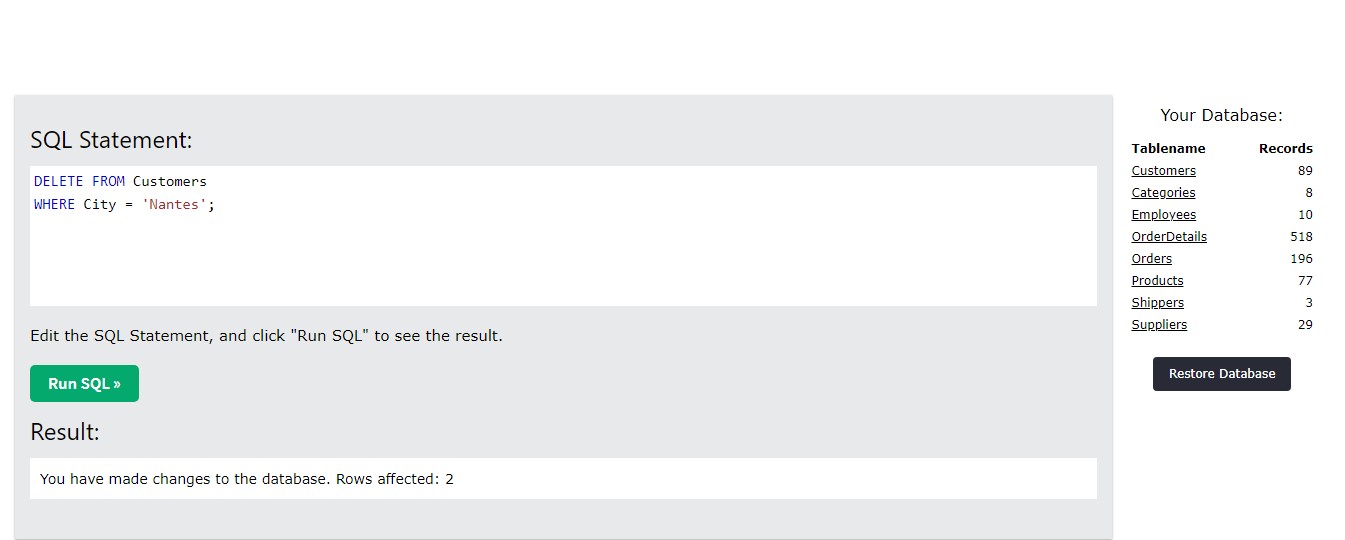 SQL Statement:
DELETE FROM Customers
WHERE City = 'Nantes';
Edit the SQL Statement, and click "Run SQL" to see the result.
Run SQL »
Result:
You have made changes to the database. Rows affected: 2
Your Database:
Tablename Records
Customers 89
Categories 8
Employees 10
OrderDetails 518
Orders 196
Products 77
Shippers 3
Suppliers 29
Restore Database